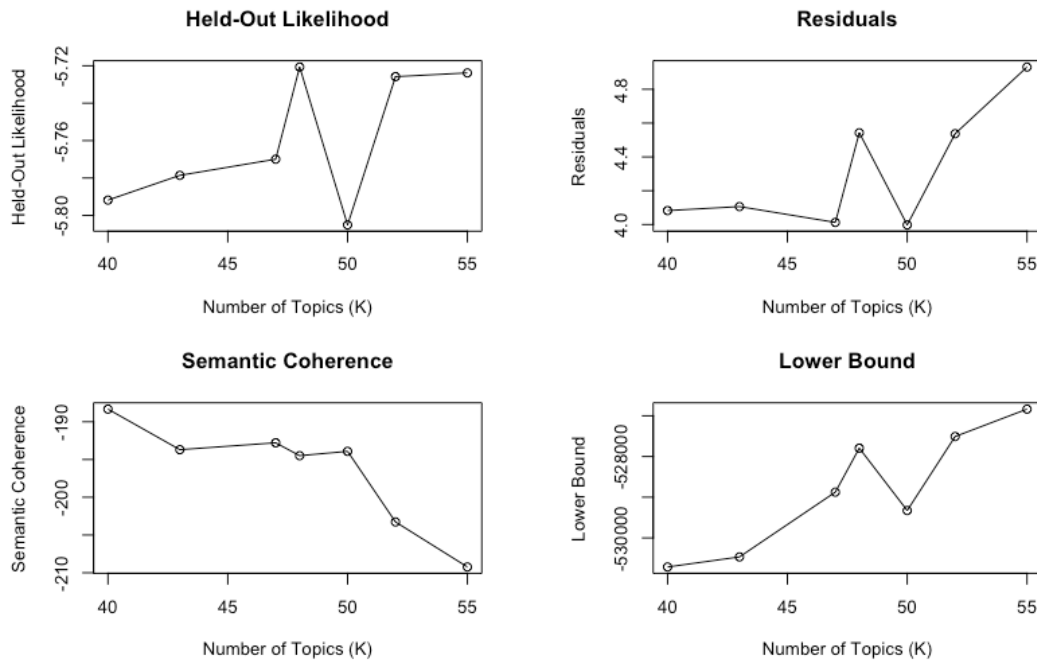 Held-Out Likelihood
Held-Out Likelihood
-5.72
-5.76
-5.80
40 45 50 55
Number of Topics (K)
Residuals
Residuals
4.8
4.4
4.0
40 45 50 55
Number of Topics (K)
Semantic Coherence
Semantic Coherence
-190
-200
-210
40 45 50 55
Number of Topics (K)
Lower Bound
Lower Bound
-528000
-530000
40 45 50 55
Number of Topics (K)